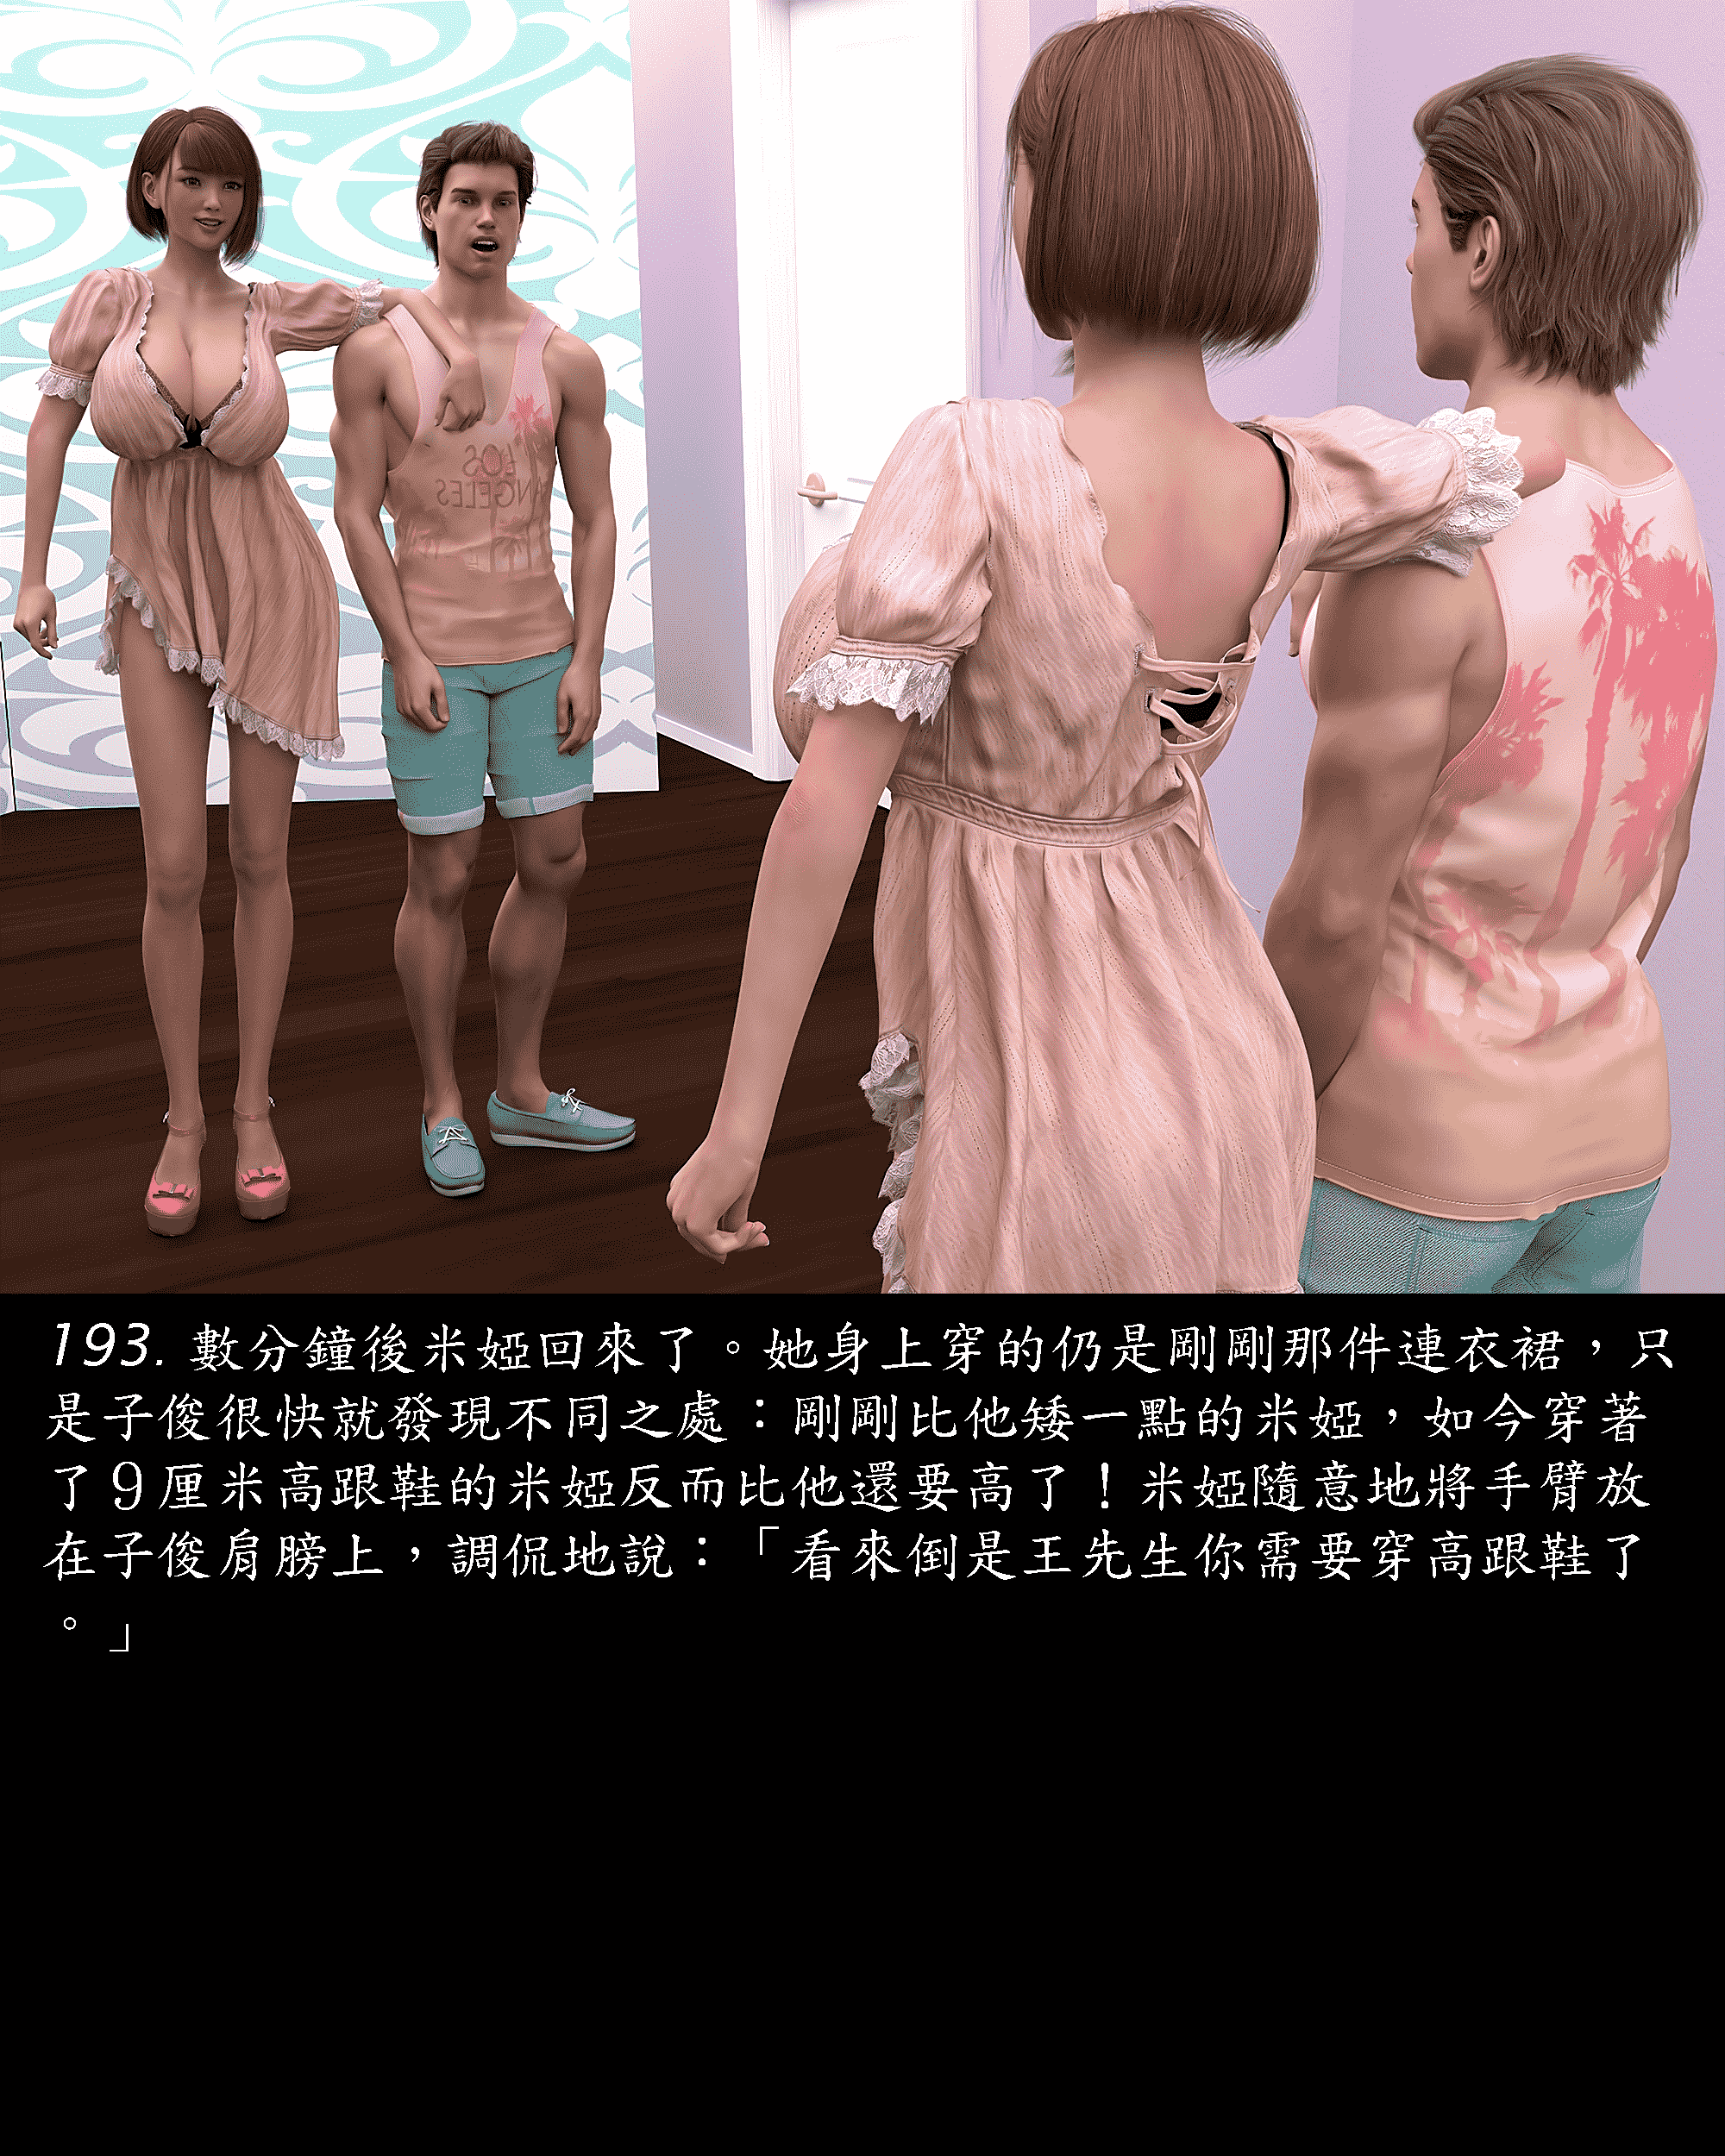 LOS
ANGELES
193. 數分鐘後米婭回來了。她身上穿的仍是剛剛那件連衣裙，只
是子俊很快就發現不同之處：剛剛比他矮一點的米婭，如今穿著
了９厘米高跟鞋的米婭反而比他還要高了！米婭隨意地將手臂放
在子俊肩膀上，調侃地說：「看來倒是王先生你需要穿高跟鞋了
。」